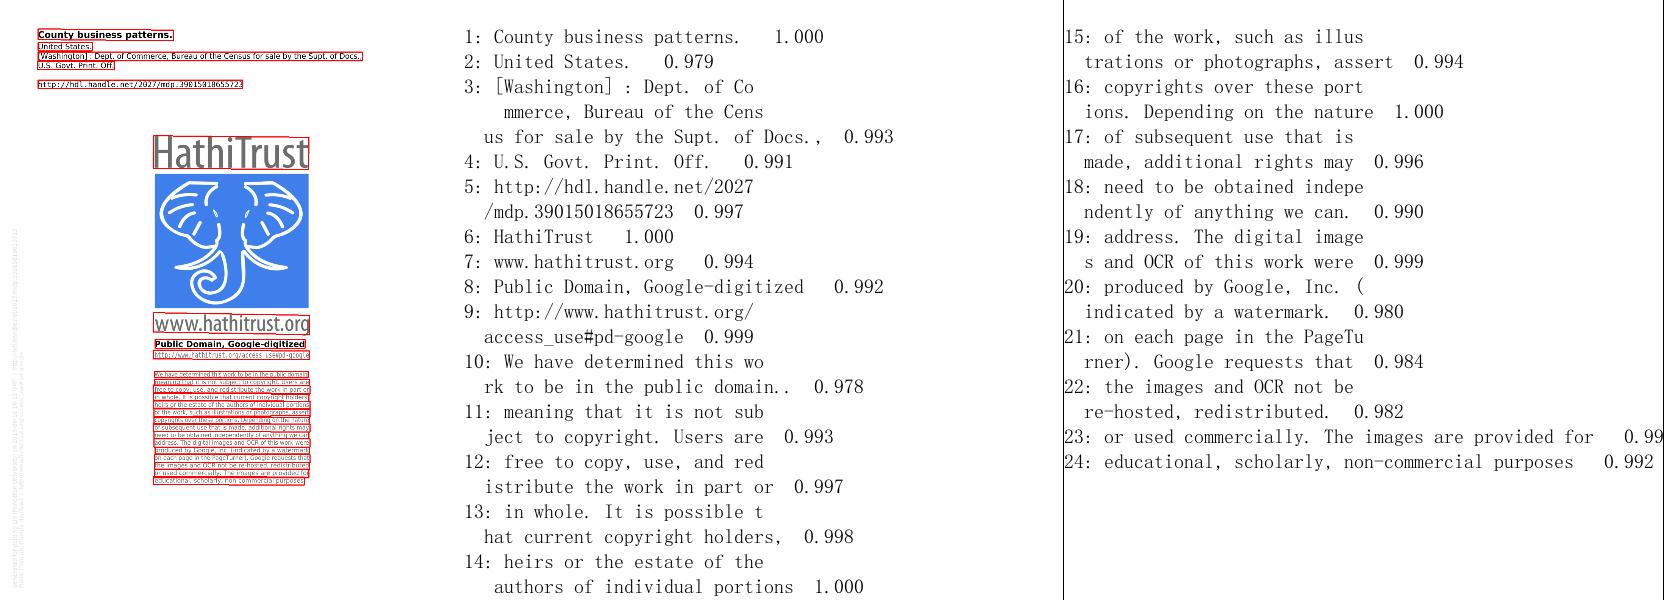 County business patterns.
United States.
[Washington] : Dept. of Commerce, Bureau of the Census for sale by the Supt. of Docs.,
U.S. Govt. Print. Off.
http://hdl.handle.net/2027/mdp.39015018655723
HathiTrust
www.hathitrust.org
Public Domain, Google-digitized
http://www.hathitrust.org/access_use#pd-google
We have determined this work to be in the public domain,
meaning that it is not subject to copyright. Users are
free to copy, use, and redistribute the work in part or
in whole. It is possible that current copyright holders,
heirs or the estate of the authors of individual portions
of the work, such as illustrations or photographs, assert
copyrights over these portions. Depending on the nature
of subsequent use that is made, additional rights may
need to be obtained independently of anything we can
address. The digital images and OCR of this work were
produced by Google, Inc. (indicated by a watermark
on each page in the PageTurner). Google requests that
the images and OCR not be re-hosted, redistributed
or used commercially. The images are provided for
educational, scholarly, non-commercial purposes
1: County business patterns. 1.000
2: United States. 0.979
3: [Washington] : Dept. of Co
mmerce, Bureau of the Cens
us for sale by the Supt. of Docs., 0.993
4: U.S. Govt. Print. Off. 0.991
5: http://hdl.handle.net/2027
/mdp.39015018655723 0.997
6: HathiTrust 1.000
7: www.hathitrust.org 0.994
8: Public Domain, Google-digitized 0.992
9: http://www.hathitrust.org/
access_use#pd-google 0.999
10: We have determined this wo
rk to be in the public domain.. 0.978
11: meaning that it is not sub
ject to copyright. Users are 0.993
12: free to copy, use, and red
istribute the work in part or 0.997
13: in whole. It is possible t
hat current copyright holders, 0.998
14: heirs or the estate of the
authors of individual portions 1.000
15: of the work, such as illus
trations or photographs, assert 0.994
16: copyrights over these port
ions. Depending on the nature 1.000
17: of subsequent use that is
made, additional rights may 0.996
18: need to be obtained indepe
ndently of anything we can. 0.990
19: address. The digital image
s and OCR of this work were 0.999
20: produced by Google, Inc. (
indicated by a watermark. 0.980
21: on each page in the PageTu
rner). Google requests that 0.984
22: the images and OCR not be
re-hosted, redistributed. 0.982
23: or used commercially. The images are provided for 0.99
24: educational, scholarly, non-commercial purposes 0.992